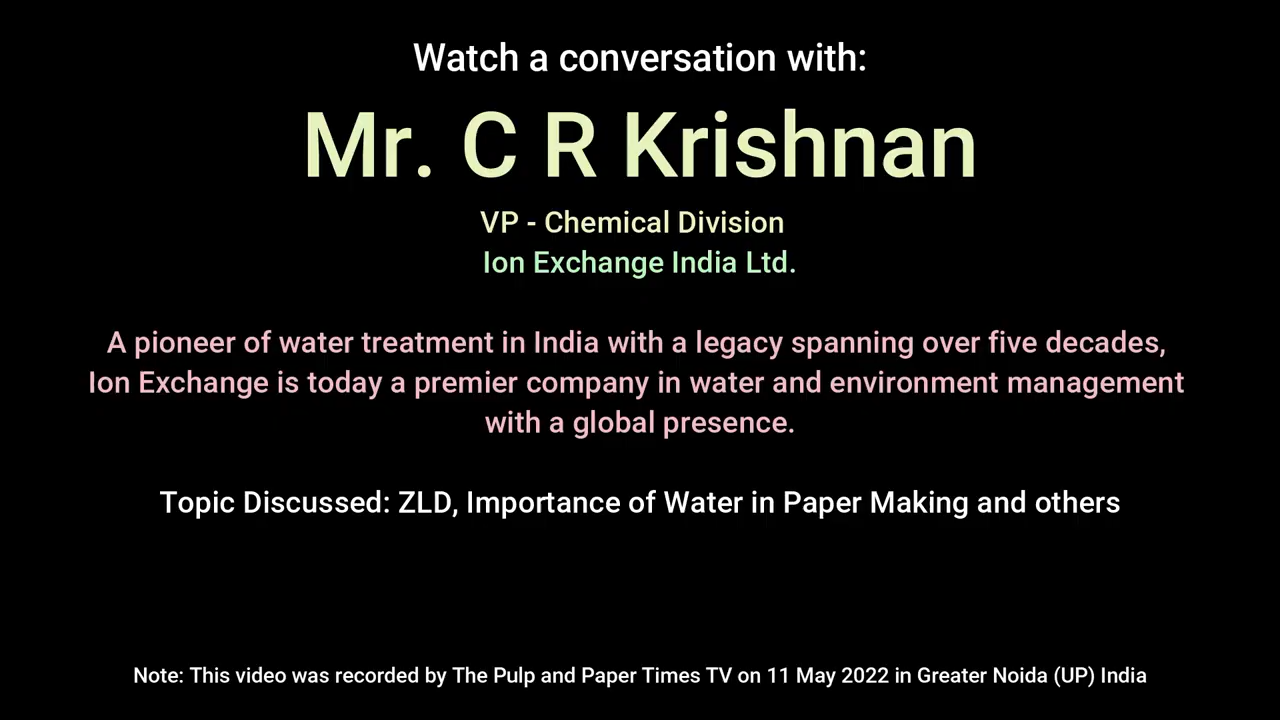 Watch a conversation with:
Mr. C R Krishnan
VP - Chemical Division
Ion Exchange India Ltd.
A pioneer of water treatment in India with a legacy spanning over five decades,
Ion Exchange is today a premier company in water and environment management
with a global presence.
Topic Discussed: ZLD, Importance of Water in Paper Making and others
Note: This video was recorded by The Pulp and Paper Times TV on 11 May 2022 in Greater Noida (UP) India